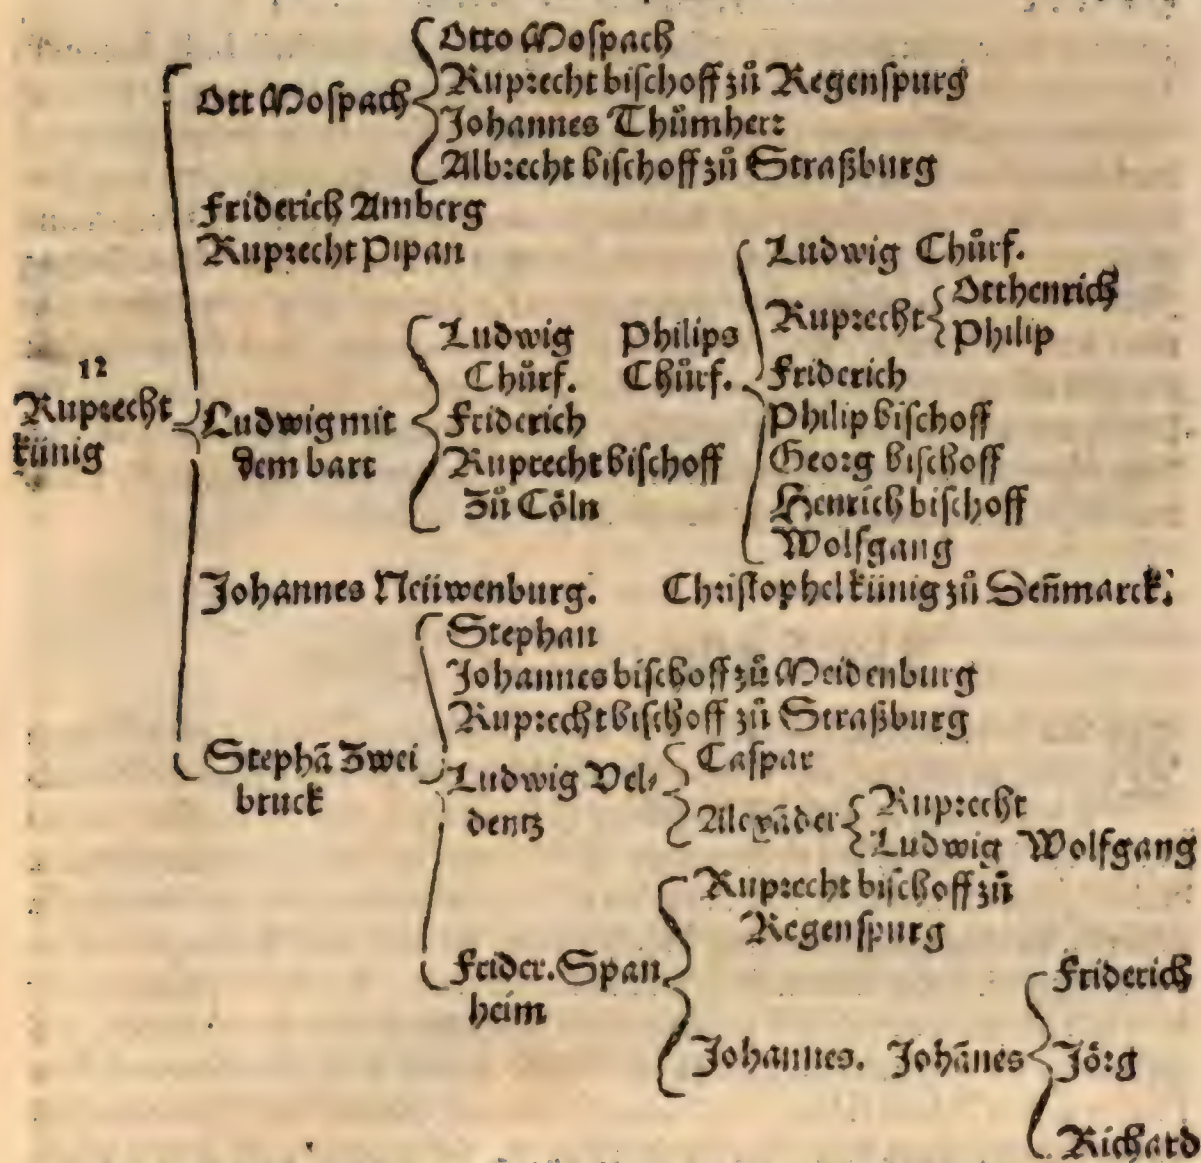 Otto Mospach
Ott Mospach
Ruprecht bischoff zů Regenspurg
Johannes Thůmherr
Albrecht bischoff zů Straßburg
Friderich Amberg
Ruprecht Pipan
Ludwig Chůrf.
Ruprecht Otthenrich
Philip
Ludwig Philips
Chůrf. Chůrf. Friderich
12
Ruprecht Ludwig mit Friderich Philip bischoff
künig dem bart Ruprecht bischoff Georg bischoff
zů Cöln Henrich bischoff
Wolfgang
Johannes Neüwenburg. Christophel künig zů Deñmarck.
Stephan
Johannes bischoff zů Meidenburg
Ruprecht bischoff zů Straßburg
Stephã Zwei Ludwig Vel- Caspar
bruck dentz Alexãder Ruprecht
Ludwig Wolfgang
Ruprecht bischoff zů
Regenspurg
Frider. Span Friderich
heim
Johannes. Johãnes Jörg
Richard